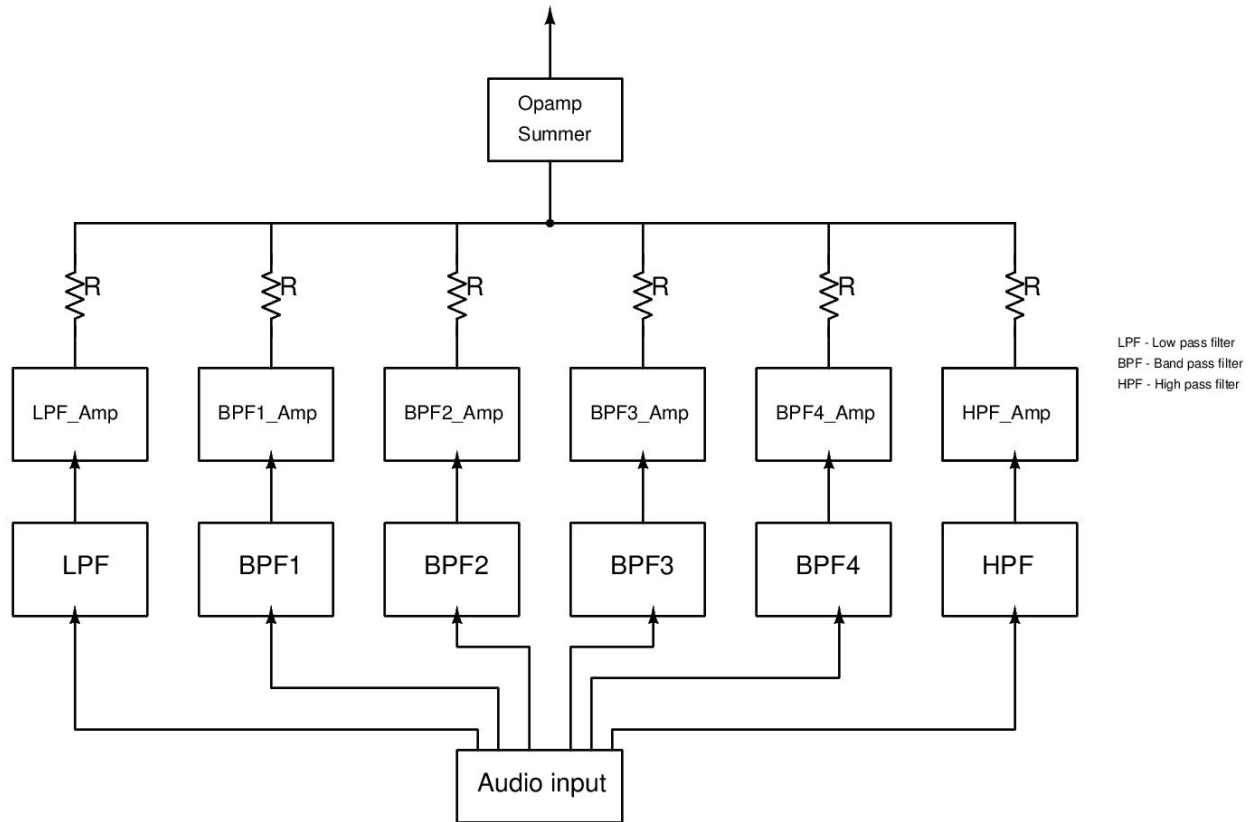 Opamp
Summer
R R R R R R
LPF - Low pass filter
BPF - Band pass filter
HPF - High pass filter
LPF_Amp BPF1_Amp BPF2_Amp BPF3_Amp BPF4_Amp HPF_Amp
LPF BPF1 BPF2 BPF3 BPF4 HPF
Audio input